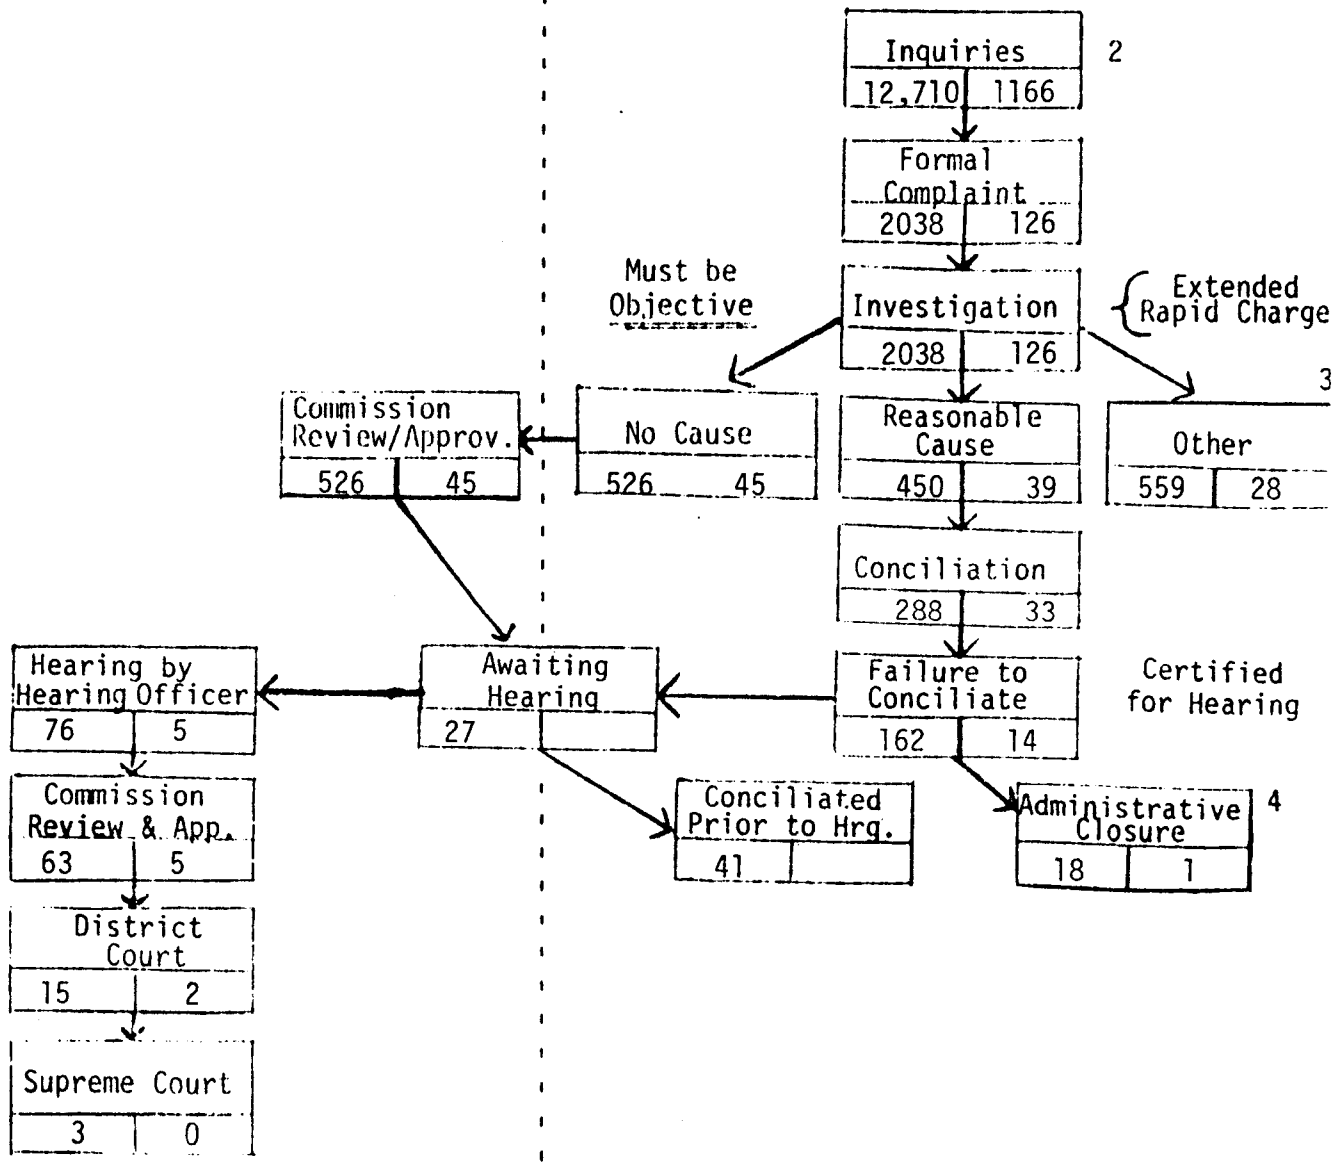 Inquiries
2
12,710 1166
Formal
Complaint
2038 126
Must be
Objective
Investigation
2038 126
Extended
Rapid Charge
3
Commission
Review/Approv.
526 45
No Cause
526 45
Reasonable
Cause
450 39
Other
559 28
Conciliation
288 33
Hearing by
Hearing Officer
76 5
Awaiting
Hearing
27
Failure to
Conciliate
162 14
Certified
for Hearing
Commission
Review & App.
63 5
Conciliated
Prior to Hrg.
41
Administrative
Closure
18 1
4
District
Court
15 2
Supreme Court
3 0